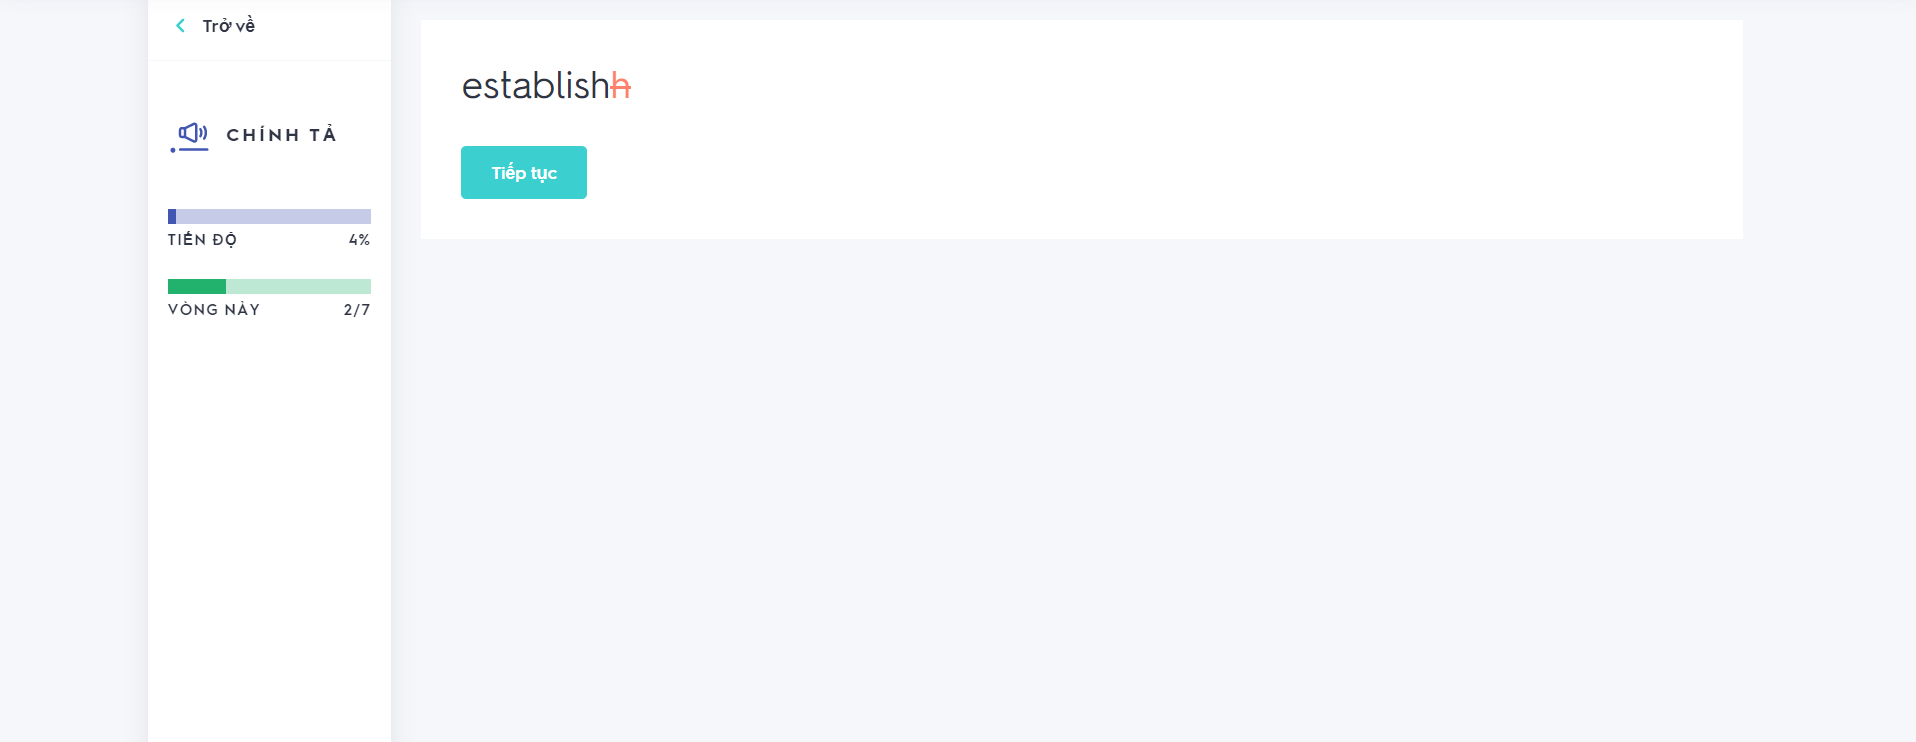 Trở về
CHÍNH TẢ
TIẾN ĐỘ 4%
VÒNG NÀY 2/7
establishh
Tiếp tục